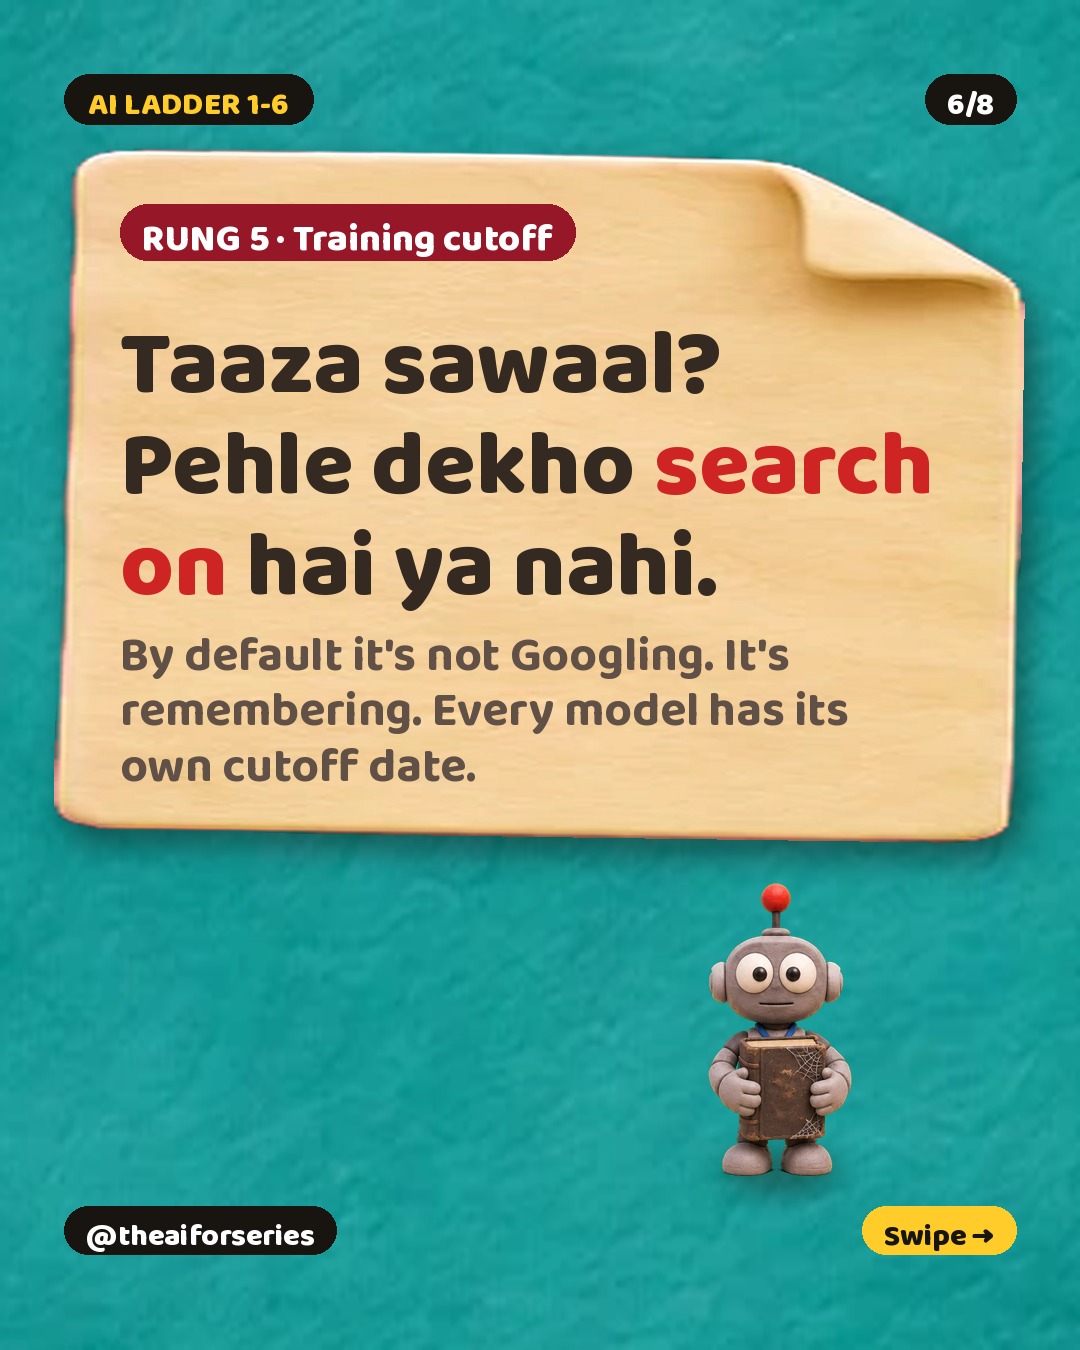 AI LADDER 1-6
6/8
RUNG 5 · Training cutoff
Taaza sawaal?
Pehle dekho search
on hai ya nahi.
By default it's not Googling. It's
remembering. Every model has its
own cutoff date.
@theaiforseries
Swipe →